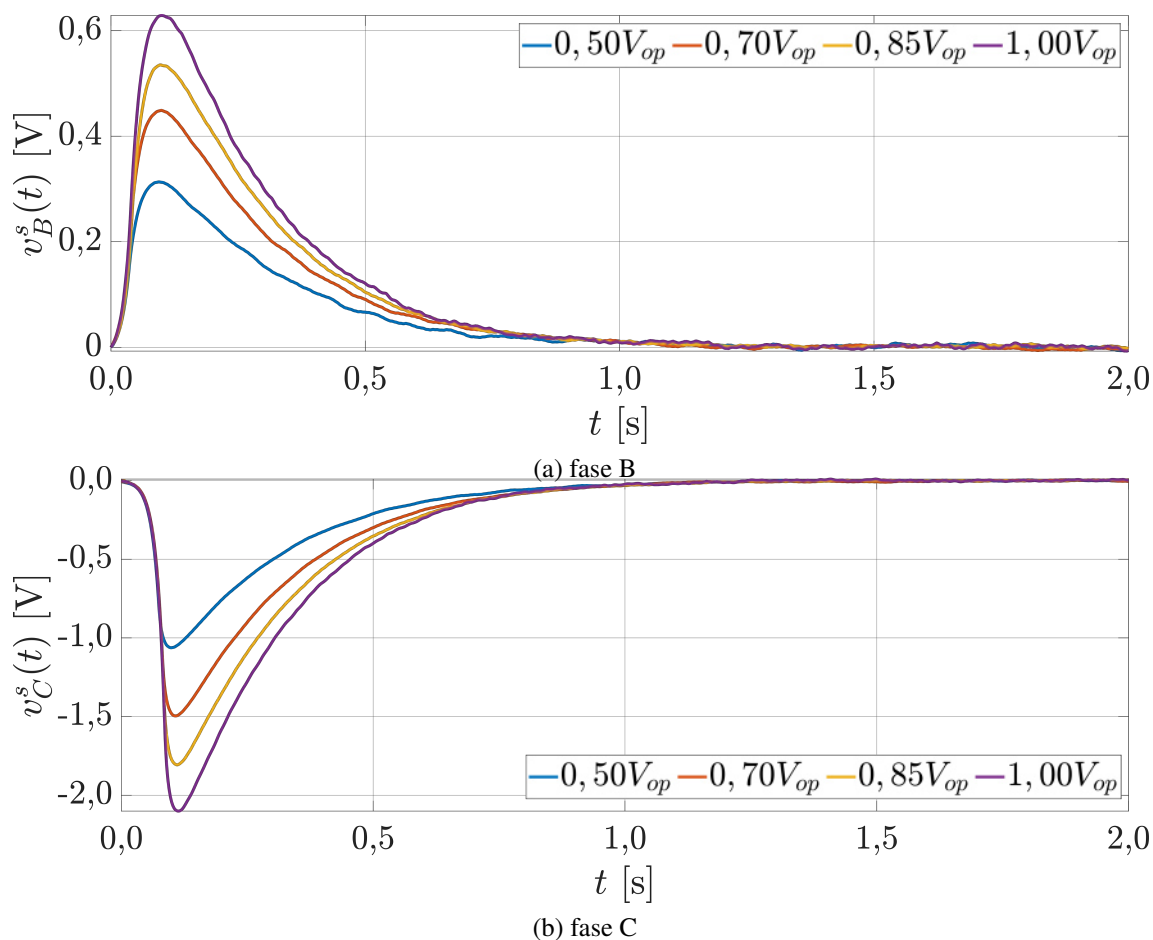 0,6
0,4
0,2
0
v_B^s(t) [V]
0,50V_op 0,70V_op 0,85V_op 1,00V_op
0,0 0,5 1,0 1,5 2,0
t [s]
(a) fase B
0,0
-0,5
-1,0
-1,5
-2,0
v_C^s(t) [V]
0,50V_op 0,70V_op 0,85V_op 1,00V_op
0,0 0,5 1,0 1,5 2,0
t [s]
(b) fase C